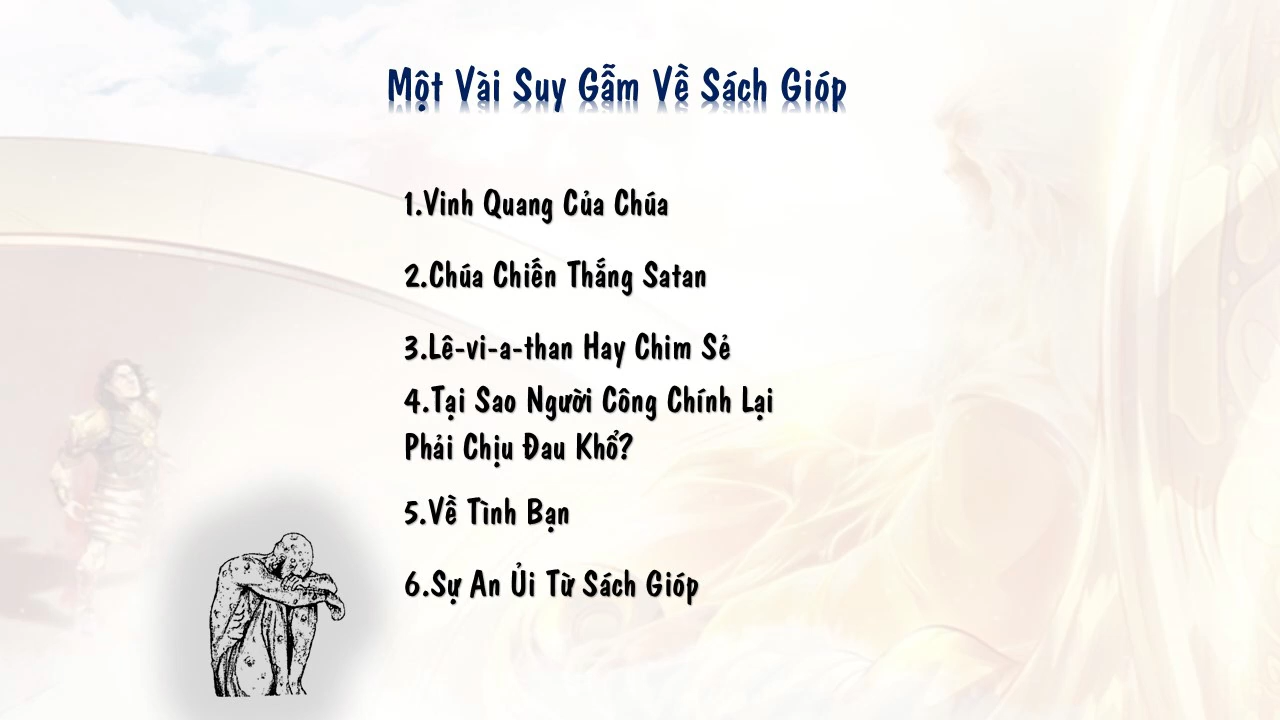 Một Vài Suy Gẫm Về Sách Gióp
1.Vinh Quang Của Chúa
2.Chúa Chiến Thắng Satan
3.Lê-vi-a-than Hay Chim Sẻ
4.Tại Sao Người Công Chính Lại
Phải Chịu Đau Khổ?
5.Về Tình Bạn
6.Sự An Ủi Từ Sách Gióp